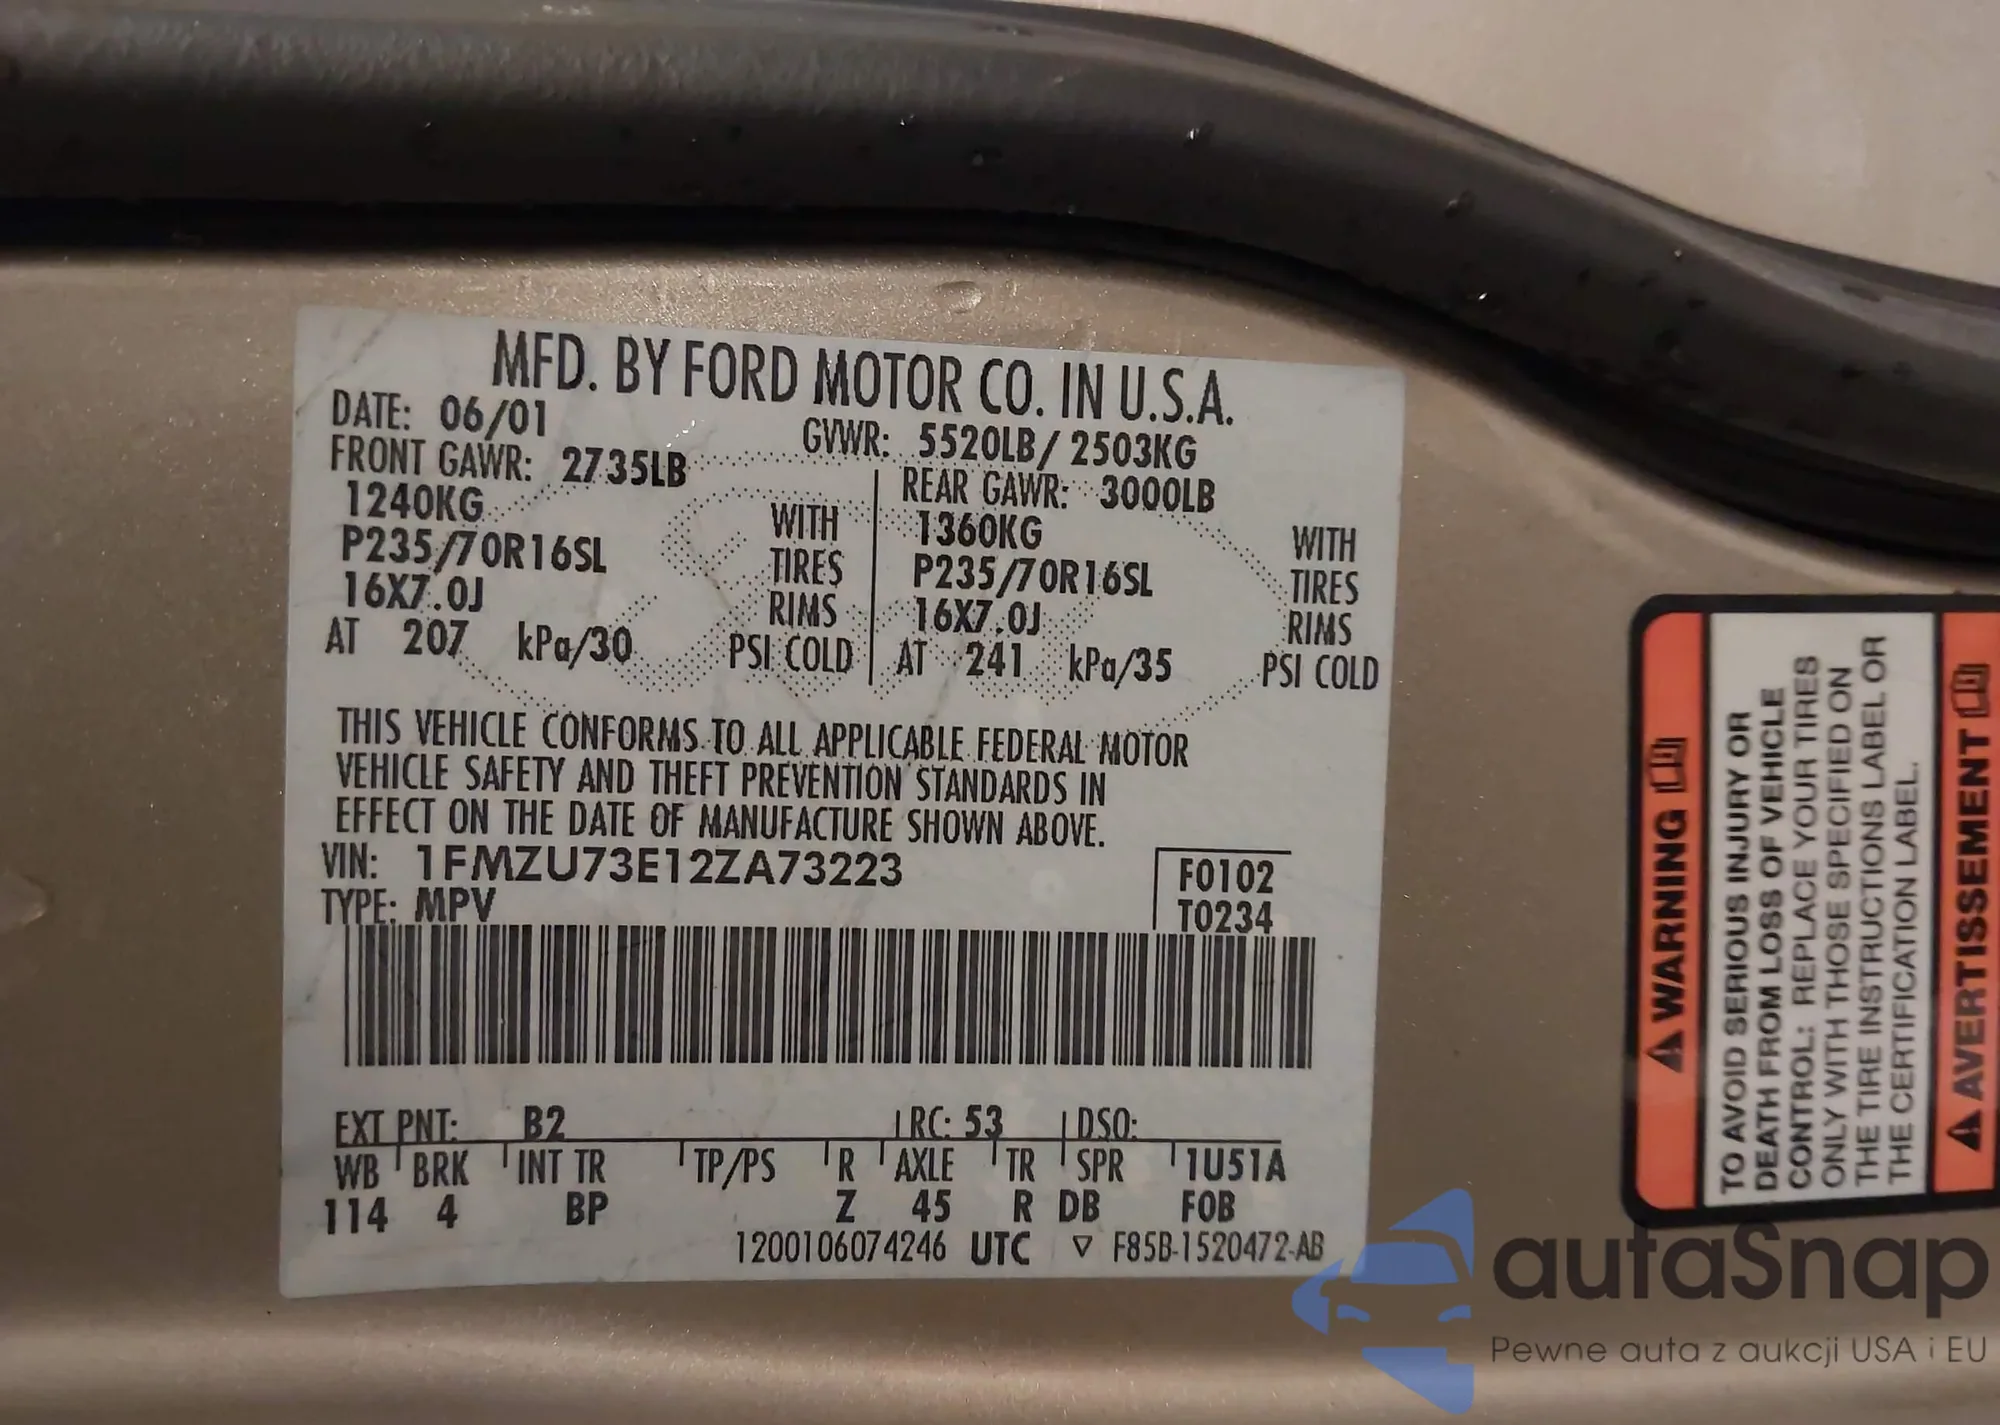 MFD. BY FORD MOTOR CO. IN U.S.A.
DATE: 06/01 GVWR: 5520LB/ 2503KG
FRONT GAWR: 2735LB REAR GAWR: 3000LB
1240KG WITH 1360KG WITH
P235/70R16SL TIRES P235/70R16SL TIRES
16X7.0J RIMS 16X7.0J RIMS
AT 207 kPa/30 PSI COLD AT 241 kPa/35 PSI COLD
THIS VEHICLE CONFORMS TO ALL APPLICABLE FEDERAL MOTOR
VEHICLE SAFETY AND THEFT PREVENTION STANDARDS IN
EFFECT ON THE DATE OF MANUFACTURE SHOWN ABOVE.
VIN: 1FMZU73E12ZA73223 F0102
TYPE: MPV T0234
EXT PNT: B2 RC: 53 DSO:
WB BRK INT TR TP/PS R AXLE TR SPR 1U51A
114 4 BP Z 45 R DB F0B
1200106074246 UTC ▽ F85B-1520472-AB
WARNING
TO AVOID SERIOUS INJURY OR
DEATH FROM LOSS OF VEHICLE
CONTROL: REPLACE YOUR TIRES
ONLY WITH THOSE SPECIFIED ON
THE TIRE INSTRUCTIONS LABEL OR
THE CERTIFICATION LABEL.
AVERTISSEMENT
autaSnap
Pewne auta z aukcji USA i EU